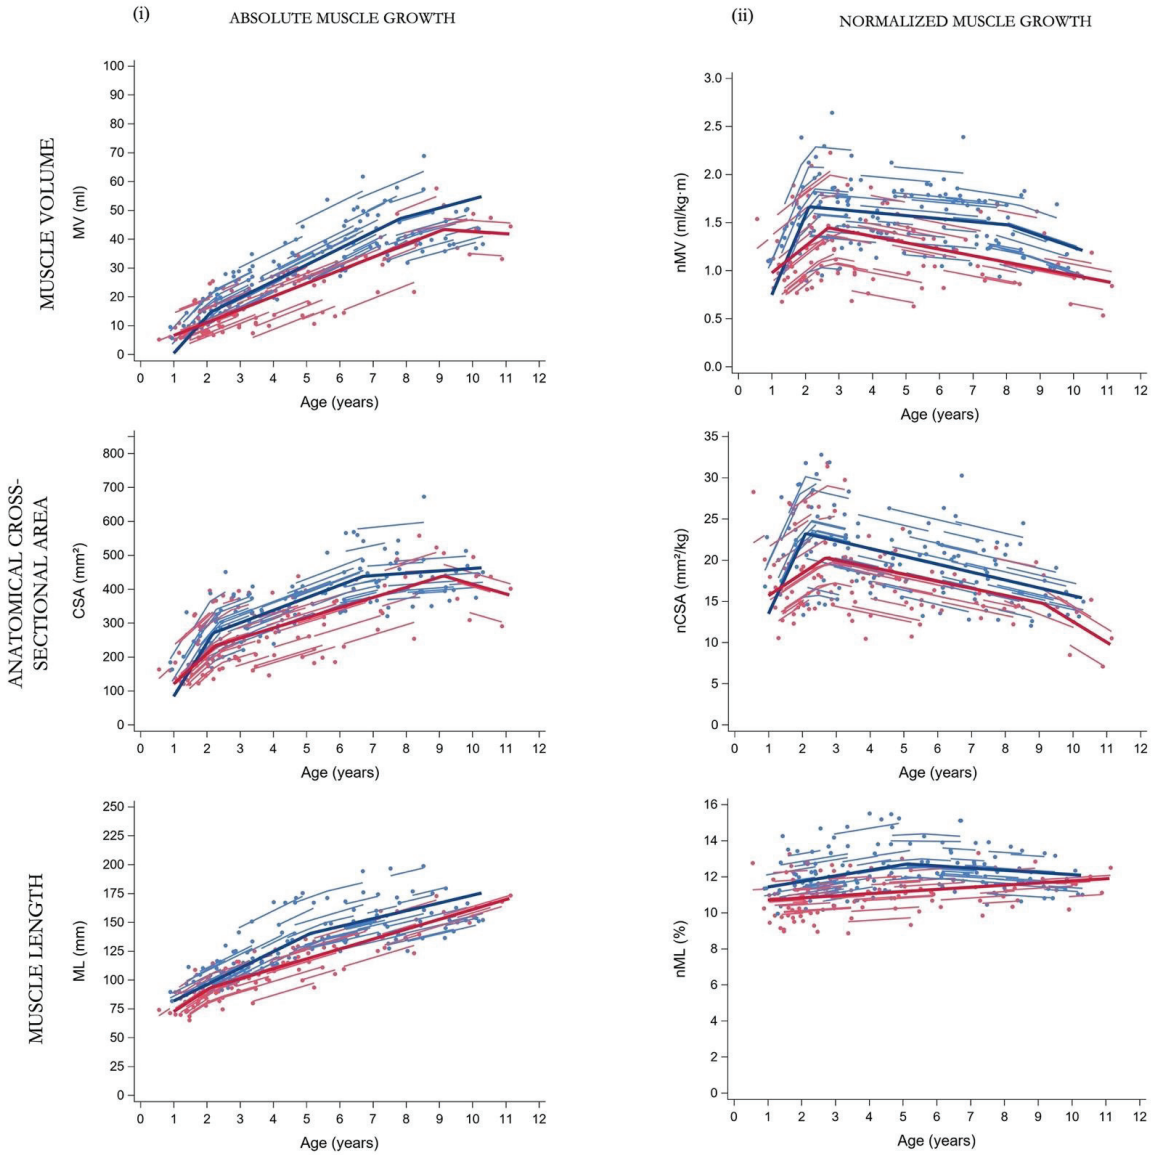 (i)
ABSOLUTE MUSCLE GROWTH
(ii)
NORMALIZED MUSCLE GROWTH
MUSCLE VOLUME
MV (ml)
100
90
80
70
60
50
40
30
20
10
0
0 1 2 3 4 5 6 7 8 9 10 11 12
Age (years)
nMV (ml/kg·m)
3.0
2.5
2.0
1.5
1.0
0.5
0.0
0 1 2 3 4 5 6 7 8 9 10 11 12
Age (years)
ANATOMICAL CROSS-
SECTIONAL AREA
CSA (mm²)
800
700
600
500
400
300
200
100
0
0 1 2 3 4 5 6 7 8 9 10 11 12
Age (years)
nCSA (mm²/kg)
35
30
25
20
15
10
5
0
0 1 2 3 4 5 6 7 8 9 10 11 12
Age (years)
MUSCLE LENGTH
ML (mm)
250
225
200
175
150
125
100
75
50
25
0
0 1 2 3 4 5 6 7 8 9 10 11 12
Age (years)
nML (%)
16
14
12
10
8
6
4
2
0
0 1 2 3 4 5 6 7 8 9 10 11 12
Age (years)